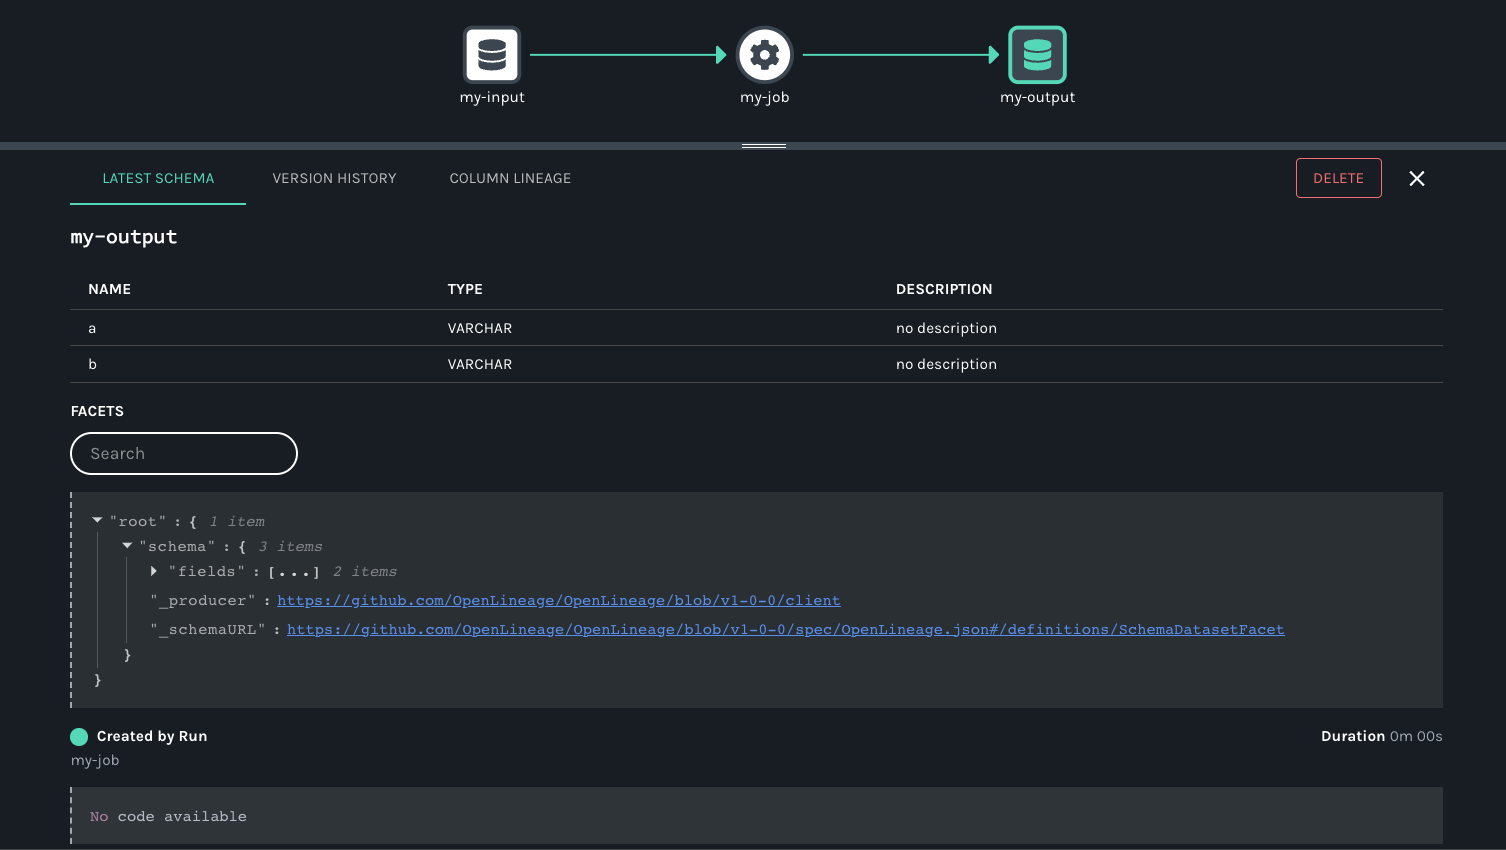 my-input my-job my-output
LATEST SCHEMA VERSION HISTORY COLUMN LINEAGE DELETE
my-output
NAME TYPE DESCRIPTION
a VARCHAR no description
b VARCHAR no description
FACETS
Search
"root" : { 1 item
"schema" : { 3 items
"fields" : [...] 2 items
"_producer" : https://github.com/OpenLineage/OpenLineage/blob/v1-0-0/client
"_schemaURL" : https://github.com/OpenLineage/OpenLineage/blob/v1-0-0/spec/OpenLineage.json#/definitions/SchemaDatasetFacet
}
}
Created by Run Duration 0m 00s
my-job
No code available